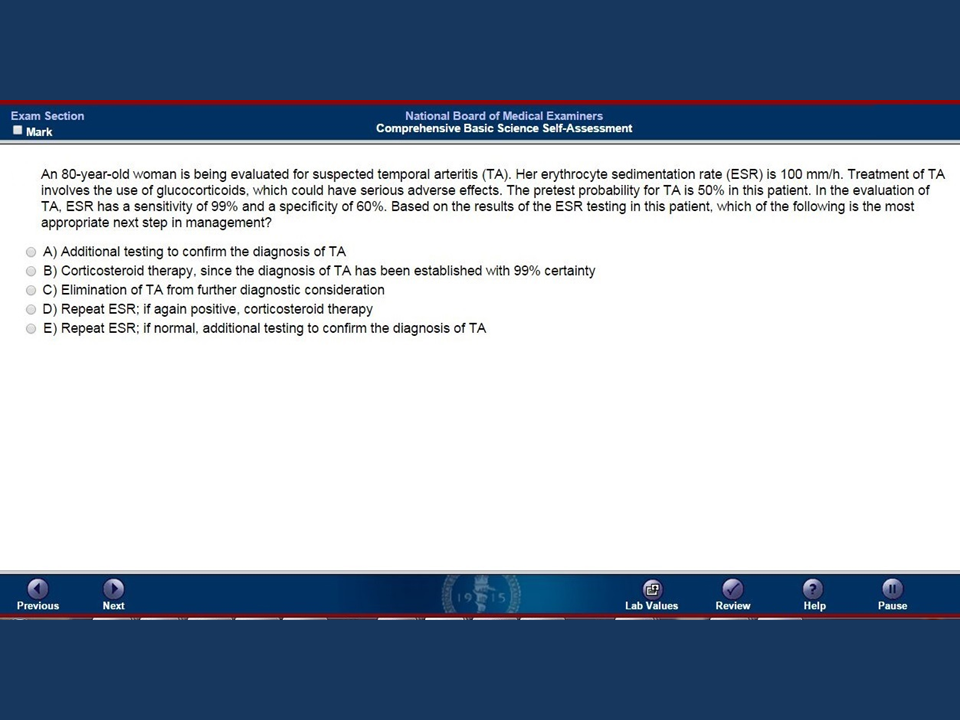 Exam Section
National Board of Medical Examiners
Mark
Comprehensive Basic Science Self-Assessment
An 80-year-old woman is being evaluated for suspected temporal arteritis (TA). Her erythrocyte sedimentation rate (ESR) is 100 mm/h. Treatment of TA
involves the use of glucocorticoids, which could have serious adverse effects. The pretest probability for TA is 50% in this patient. In the evaluation of
TA, ESR has a sensitivity of 99% and a specificity of 60%. Based on the results of the ESR testing in this patient, which of the following is the most
appropriate next step in management?
A) Additional testing to confirm the diagnosis of TA
B) Corticosteroid therapy, since the diagnosis of TA has been established with 99% certainty
C) Elimination of TA from further diagnostic consideration
D) Repeat ESR; if again positive, corticosteroid therapy
E) Repeat ESR; if normal, additional testing to confirm the diagnosis of TA
1915
Previous
Next
Lab Values
Review
Help
Pause